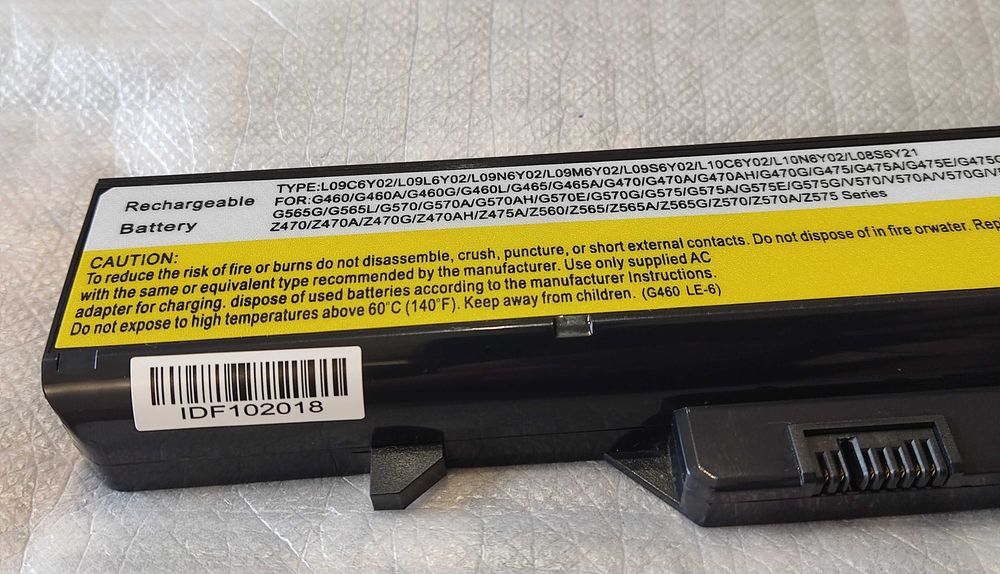 Rechargeable
Battery
TYPE:L09C6Y02/L09L6Y02/L09N6Y02/L09M6Y02/L09S6Y02/L10C6Y02/L10N6Y02/L08S6Y21
FOR:G460/G460A/G460G/G460L/G465/G465A/G470/G470A/G470AH/G470G/G475/G475A/G475E/G475G
G565G/G565L/G570/G570A/G570AH/G570E/G570G/G575/G575A/G575E/G575G/V570/V570A/V570G/V5
Z470/Z470A/Z470G/Z470AH/Z475A/Z560/Z565/Z565A/Z565G/Z570/Z570A/Z575 Series
CAUTION:
To reduce the risk of fire or burns do not disassemble, crush, puncture, or short external contacts. Do not dispose of in fire orwater. Rep
with the same or equivalent type recommended by the manufacturer. Use only supplied AC
adapter for charging. dispose of used batteries according to the manufacturer Instructions.
Do not expose to high temperatures above 60°C (140°F). Keep away from children. (G460 LE-6)
IDF102018